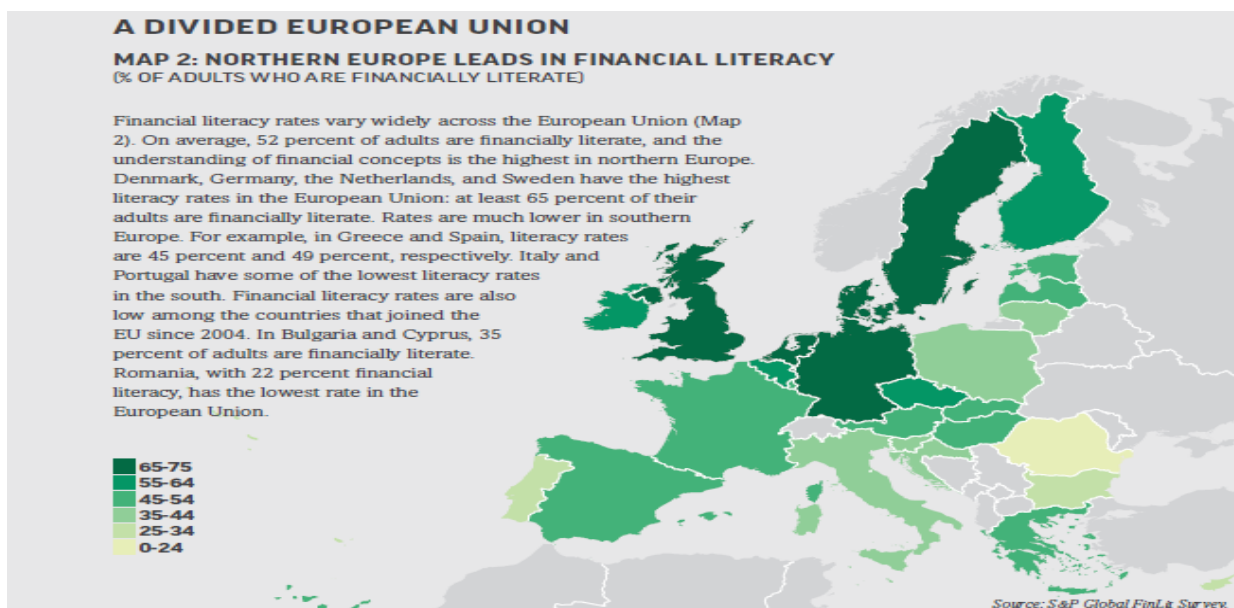 A DIVIDED EUROPEAN UNION
MAP 2: NORTHERN EUROPE LEADS IN FINANCIAL LITERACY
(% OF ADULTS WHO ARE FINANCIALLY LITERATE)
Financial literacy rates vary widely across the European Union (Map
2). On average, 52 percent of adults are financially literate, and the
understanding of financial concepts is the highest in northern Europe.
Denmark, Germany, the Netherlands, and Sweden have the highest
literacy rates in the European Union: at least 65 percent of their
adults are financially literate. Rates are much lower in southern
Europe. For example, in Greece and Spain, literacy rates
are 45 percent and 49 percent, respectively. Italy and
Portugal have some of the lowest literacy rates
in the south. Financial literacy rates are also
low among the countries that joined the
EU since 2004. In Bulgaria and Cyprus, 35
percent of adults are financially literate.
Romania, with 22 percent financial
literacy, has the lowest rate in the
European Union.
65-75
55-64
45-54
35-44
25-34
0-24
Source: S&P Global FinLit Survey.